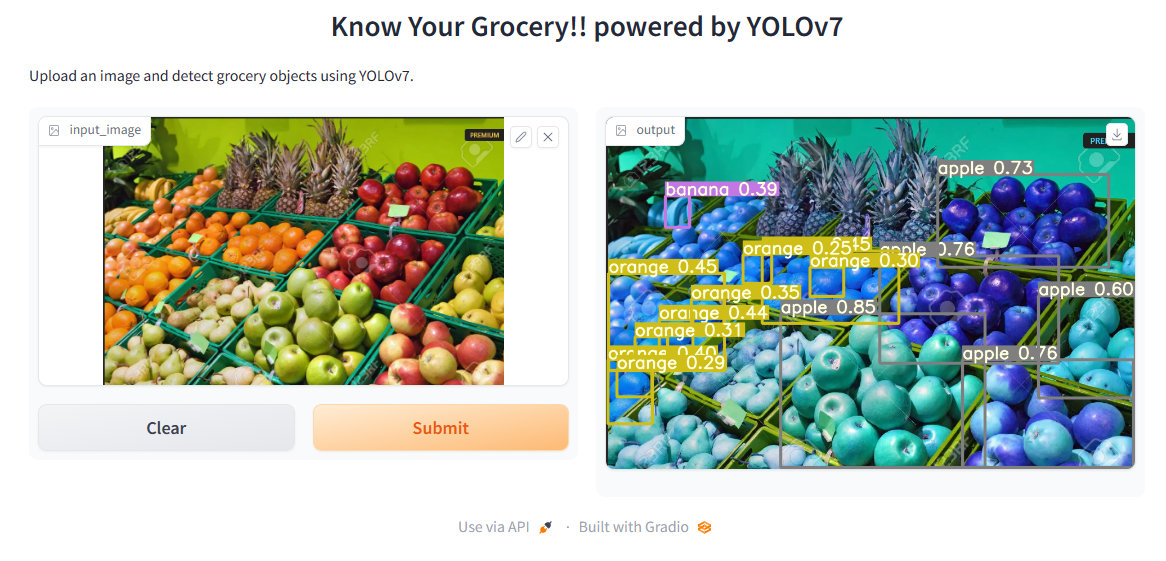 Know Your Grocery!! powered by YOLOv7
Upload an image and detect grocery objects using YOLOv7.
input_image
PREMIUM
output
apple 0.73
banana 0.39
orange 0.25
apple 0.76
orange 0.30
orange 0.45
apple 0.60
orange 0.35
apple 0.85
orange 0.44
orange 0.31
apple 0.76
orange 0.40
orange 0.29
Clear
Submit
Use via API
·
Built with Gradio